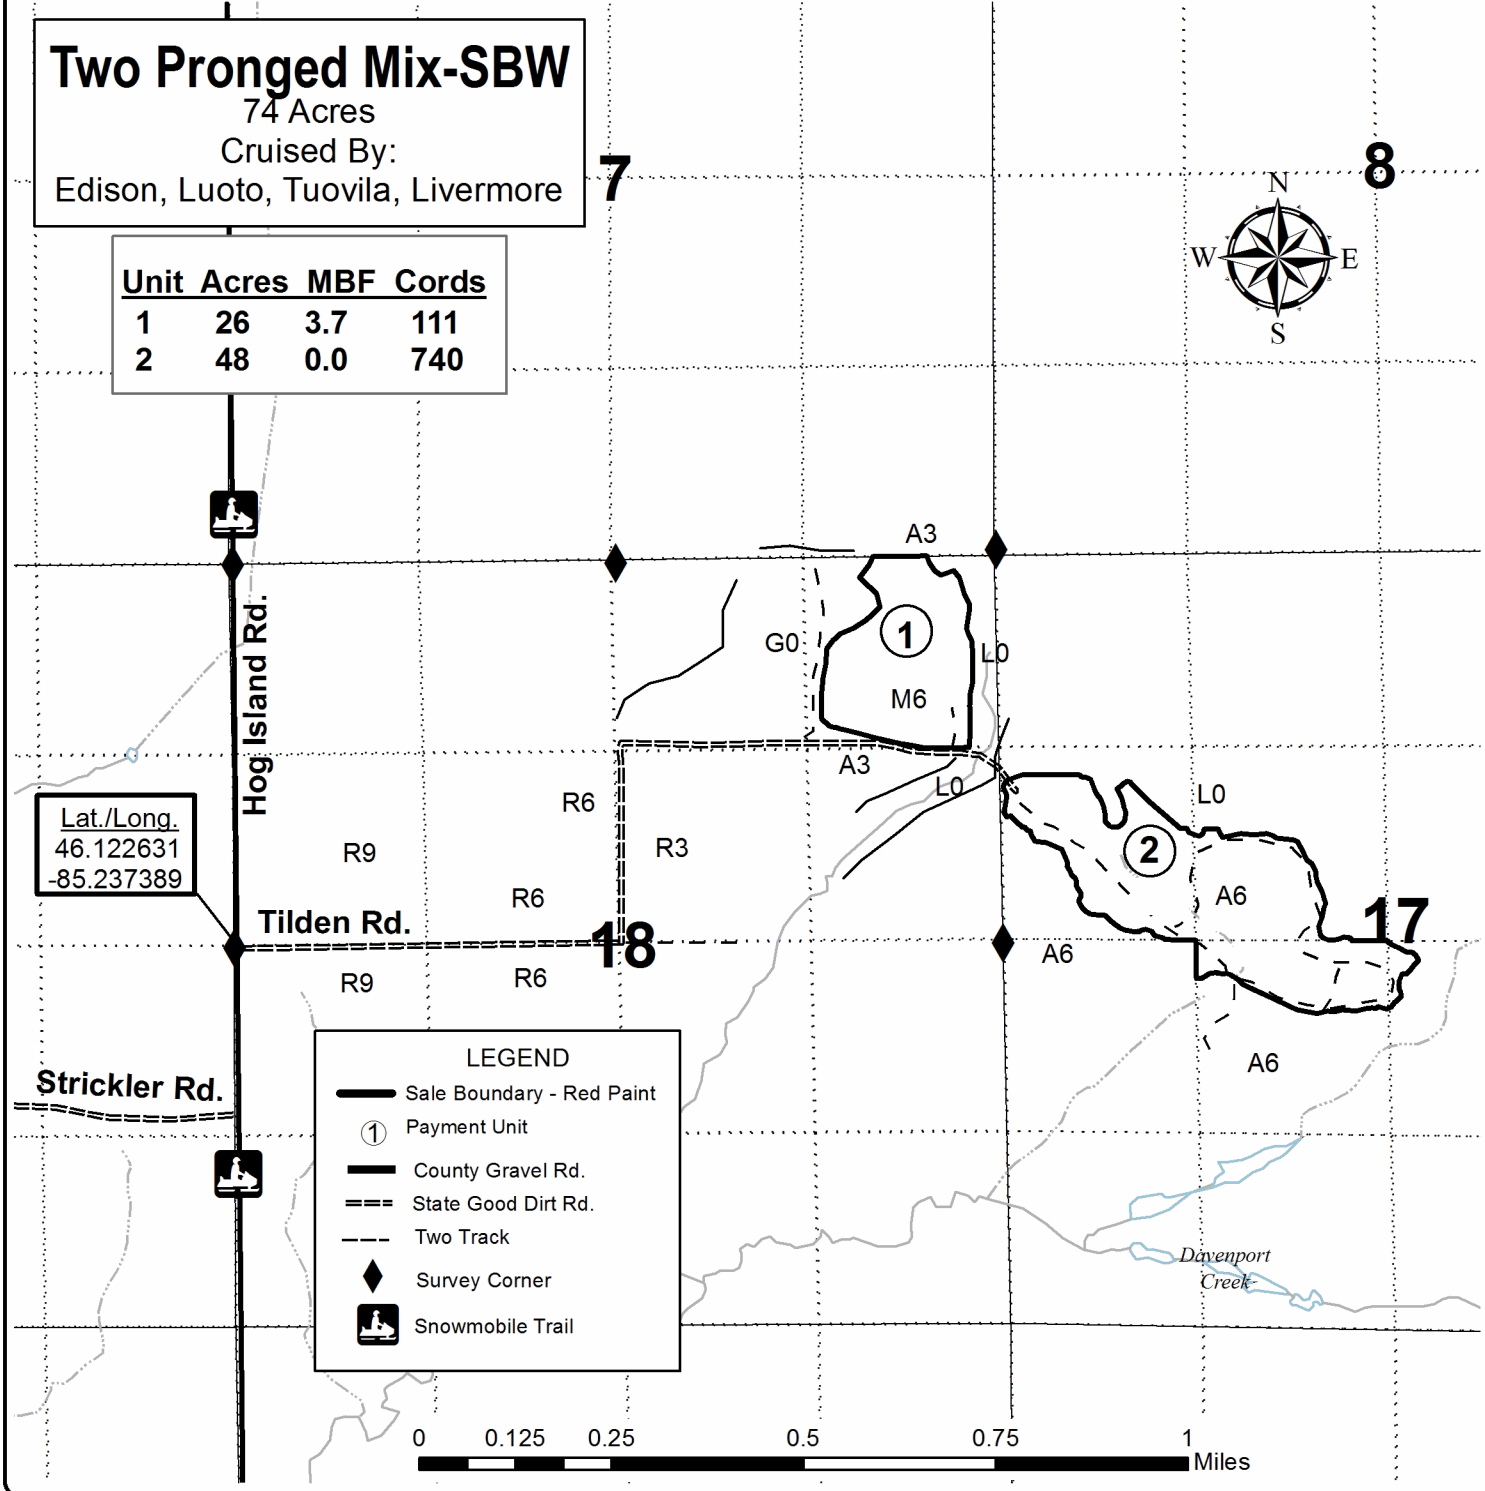 Two Pronged Mix-SBW
74 Acres
Cruised By:
Edison, Luoto, Tuovila, Livermore
7
8
N
W E
S
Unit Acres MBF Cords
1 26 3.7 111
2 48 0.0 740
A3
Hog Island Rd.
G0
1
L0
M6
A3
L0
L0
R6
Lat./Long.
46.122631
-85.237389
R9
R3
2
R6
A6
Tilden Rd.
18
17
R9
R6
A6
A6
Strickler Rd.
LEGEND
Sale Boundary - Red Paint
1 Payment Unit
County Gravel Rd.
State Good Dirt Rd.
Two Track
Survey Corner
Snowmobile Trail
Davenport
Creek
0 0.125 0.25 0.5 0.75 1
Miles